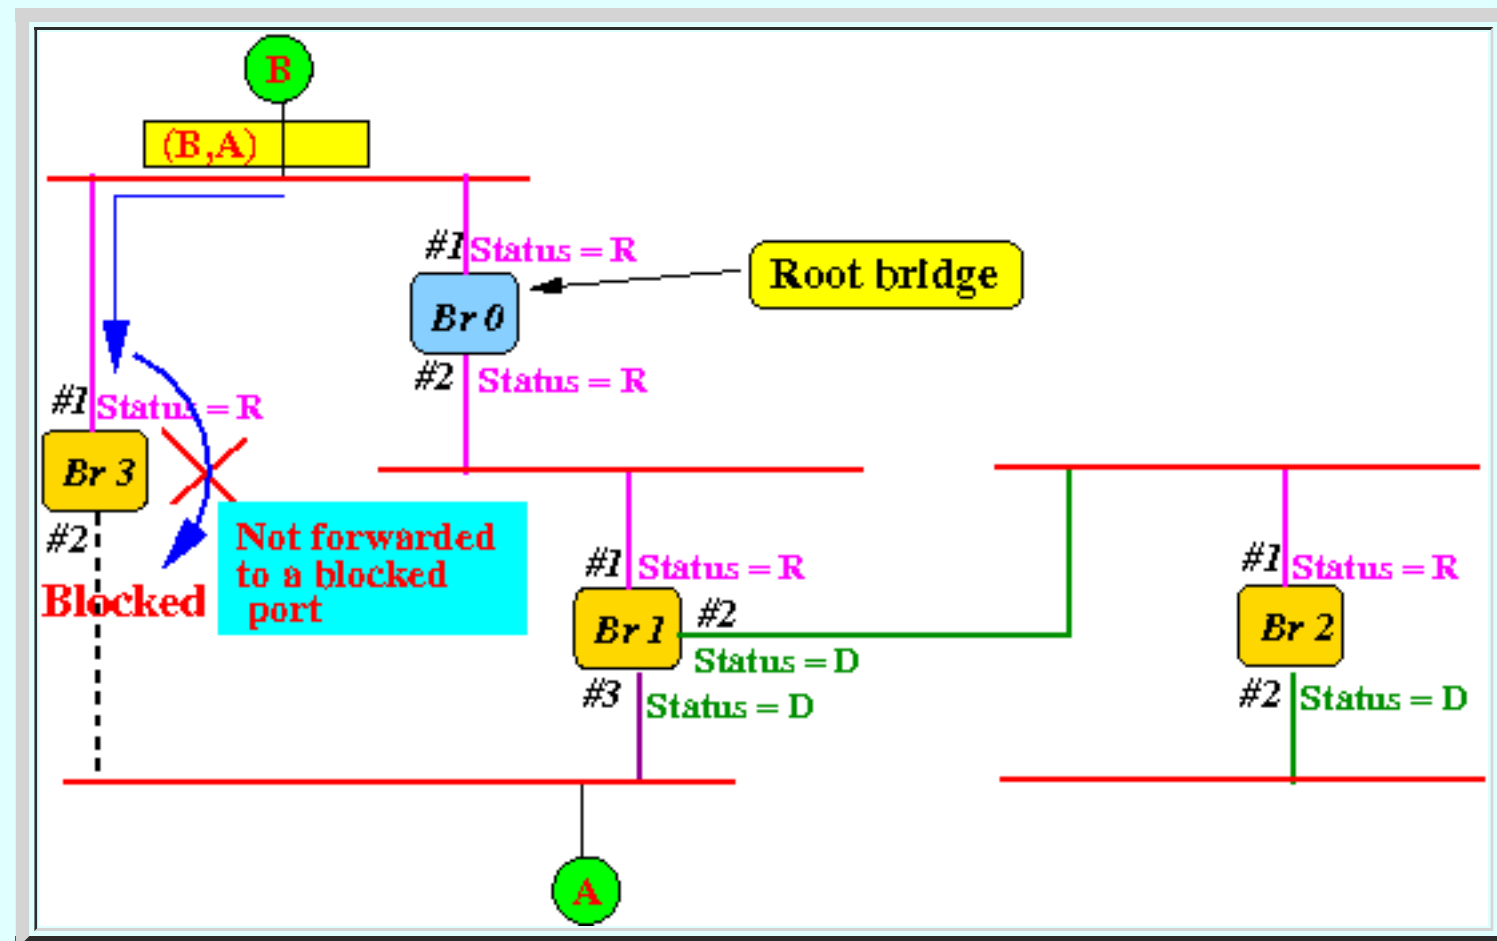 B
(B,A)
#1 Status = R
Root bridge
Br 0
#2 Status = R
#1 Status = R
Br 3
#2
Blocked
Not forwarded
to a blocked
port
#1 Status = R
Br 1
#2
Status = D
#3 Status = D
#1 Status = R
Br 2
#2 Status = D
A